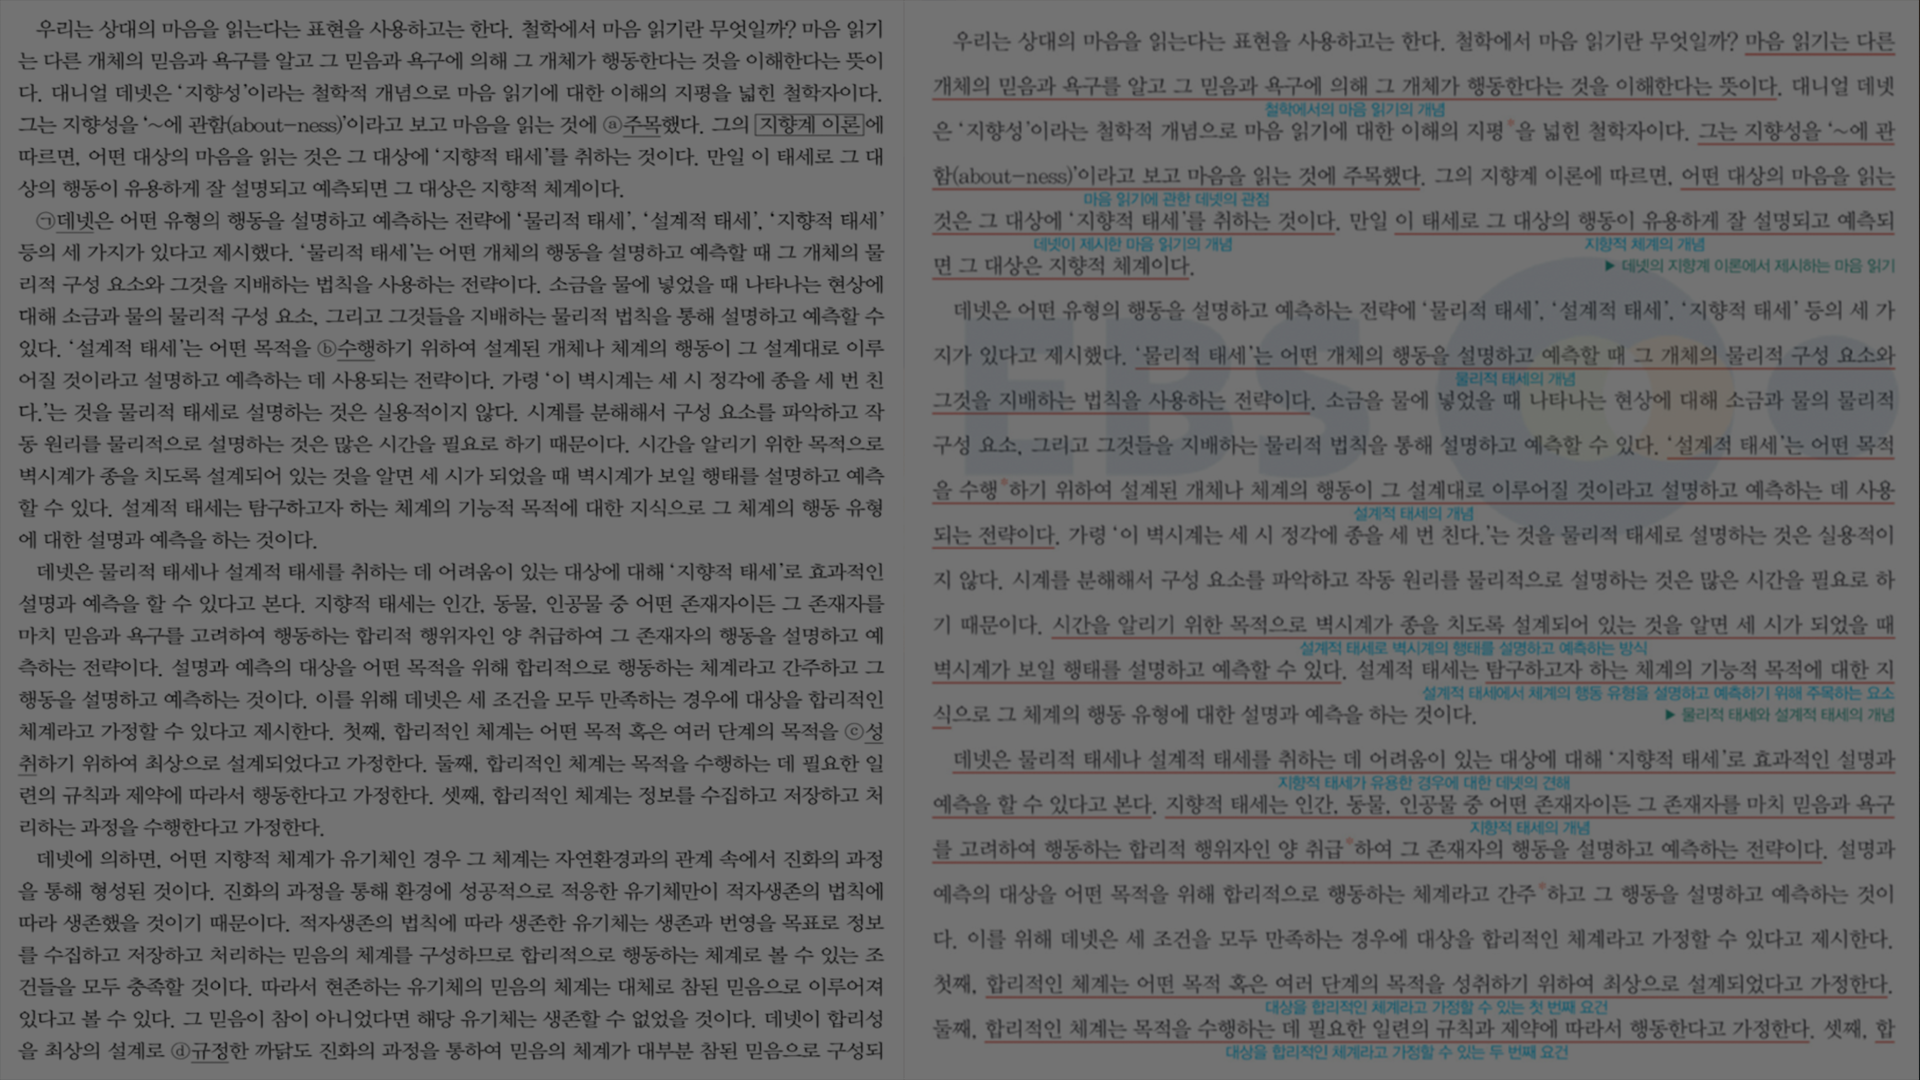 우리는 상대의 마음을 읽는다는 표현을 사용하고는 한다. 철학에서 마음 읽기란 무엇일까? 마음 읽기
는 다른 개체의 믿음과 욕구를 알고 그 믿음과 욕구에 의해 그 개체가 행동한다는 것을 이해한다는 뜻이
다. 대니얼 데넷은 ‘지향성’이라는 철학적 개념으로 마음 읽기에 대한 이해의 지평을 넓힌 철학자이다.
그는 지향성을 ‘~에 관함(about-ness)’이라고 보고 마음을 읽는 것에 ⓐ주목했다. 그의 지향계 이론에
따르면, 어떤 대상의 마음을 읽는 것은 그 대상에 ‘지향적 태세’를 취하는 것이다. 만일 이 태세로 그 대
상의 행동이 유용하게 잘 설명되고 예측되면 그 대상은 지향적 체계이다.
㉠데넷은 어떤 유형의 행동을 설명하고 예측하는 전략에 ‘물리적 태세’, ‘설계적 태세’, ‘지향적 태세’
등의 세 가지가 있다고 제시했다. ‘물리적 태세’는 어떤 개체의 행동을 설명하고 예측할 때 그 개체의 물
리적 구성 요소와 그것을 지배하는 법칙을 사용하는 전략이다. 소금을 물에 넣었을 때 나타나는 현상에
대해 소금과 물의 물리적 구성 요소, 그리고 그것들을 지배하는 물리적 법칙을 통해 설명하고 예측할 수
있다. ‘설계적 태세’는 어떤 목적을 ⓑ수행하기 위하여 설계된 개체나 체계의 행동이 그 설계대로 이루
어질 것이라고 설명하고 예측하는 데 사용되는 전략이다. 가령 ‘이 벽시계는 세 시 정각에 종을 세 번 친
다.’는 것을 물리적 태세로 설명하는 것은 실용적이지 않다. 시계를 분해해서 구성 요소를 파악하고 작
동 원리를 물리적으로 설명하는 것은 많은 시간을 필요로 하기 때문이다. 시간을 알리기 위한 목적으로
벽시계가 종을 치도록 설계되어 있는 것을 알면 세 시가 되었을 때 벽시계가 보일 행태를 설명하고 예측
할 수 있다. 설계적 태세는 탐구하고자 하는 체계의 기능적 목적에 대한 지식으로 그 체계의 행동 유형
에 대한 설명과 예측을 하는 것이다.
데넷은 물리적 태세나 설계적 태세를 취하는 데 어려움이 있는 대상에 대해 ‘지향적 태세’로 효과적인
설명과 예측을 할 수 있다고 본다. 지향적 태세는 인간, 동물, 인공물 중 어떤 존재자이든 그 존재자를
마치 믿음과 욕구를 고려하여 행동하는 합리적 행위자인 양 취급하여 그 존재자의 행동을 설명하고 예
측하는 전략이다. 설명과 예측의 대상을 어떤 목적을 위해 합리적으로 행동하는 체계라고 간주하고 그
행동을 설명하고 예측하는 것이다. 이를 위해 데넷은 세 조건을 모두 만족하는 경우에 대상을 합리적인
체계라고 가정할 수 있다고 제시한다. 첫째, 합리적인 체계는 어떤 목적 혹은 여러 단계의 목적을 ⓒ성
취하기 위하여 최상으로 설계되었다고 가정한다. 둘째, 합리적인 체계는 목적을 수행하는 데 필요한 일
련의 규칙과 제약에 따라서 행동한다고 가정한다. 셋째, 합리적인 체계는 정보를 수집하고 저장하고 처
리하는 과정을 수행한다고 가정한다.
데넷에 의하면, 어떤 지향적 체계가 유기체인 경우 그 체계는 자연환경과의 관계 속에서 진화의 과정
을 통해 형성된 것이다. 진화의 과정을 통해 환경에 성공적으로 적응한 유기체만이 적자생존의 법칙에
따라 생존했을 것이기 때문이다. 적자생존의 법칙에 따라 생존한 유기체는 생존과 번영을 목표로 정보
를 수집하고 저장하고 처리하는 믿음의 체계를 구성하므로 합리적으로 행동하는 체계로 볼 수 있는 조
건들을 모두 충족할 것이다. 따라서 현존하는 유기체의 믿음의 체계는 대체로 참된 믿음으로 이루어져
있다고 볼 수 있다. 그 믿음이 참이 아니었다면 해당 유기체는 생존할 수 없었을 것이다. 데넷이 합리성
을 최상의 설계로 ⓓ규정한 까닭도 진화의 과정을 통하여 믿음의 체계가 대부분 참된 믿음으로 구성되
우리는 상대의 마음을 읽는다는 표현을 사용하고는 한다. 철학에서 마음 읽기란 무엇일까? 마음 읽기는 다른
개체의 믿음과 욕구를 알고 그 믿음과 욕구에 의해 그 개체가 행동한다는 것을 이해한다는 뜻이다. 대니얼 데넷
철학에서의 마음 읽기의 개념
은 ‘지향성’이라는 철학적 개념으로 마음 읽기에 대한 이해의 지평*을 넓힌 철학자이다. 그는 지향성을 ‘~에 관
함(about-ness)’이라고 보고 마음을 읽는 것에 주목했다. 그의 지향계 이론에 따르면, 어떤 대상의 마음을 읽는
마음 읽기에 관한 데넷의 관점
것은 그 대상에 ‘지향적 태세’를 취하는 것이다. 만일 이 태세로 그 대상의 행동이 유용하게 잘 설명되고 예측되
데넷이 제시한 마음 읽기의 개념 지향적 체계의 개념
면 그 대상은 지향적 체계이다. ▶ 데넷의 지향계 이론에서 제시하는 마음 읽기
데넷은 어떤 유형의 행동을 설명하고 예측하는 전략에 ‘물리적 태세’, ‘설계적 태세’, ‘지향적 태세’ 등의 세 가
지가 있다고 제시했다. ‘물리적 태세’는 어떤 개체의 행동을 설명하고 예측할 때 그 개체의 물리적 구성 요소와
물리적 태세의 개념
그것을 지배하는 법칙을 사용하는 전략이다. 소금을 물에 넣었을 때 나타나는 현상에 대해 소금과 물의 물리적
구성 요소, 그리고 그것들을 지배하는 물리적 법칙을 통해 설명하고 예측할 수 있다. ‘설계적 태세’는 어떤 목적
EBS
을 수행*하기 위하여 설계된 개체나 체계의 행동이 그 설계대로 이루어질 것이라고 설명하고 예측하는 데 사용
설계적 태세의 개념
되는 전략이다. 가령 ‘이 벽시계는 세 시 정각에 종을 세 번 친다.’는 것을 물리적 태세로 설명하는 것은 실용적이
지 않다. 시계를 분해해서 구성 요소를 파악하고 작동 원리를 물리적으로 설명하는 것은 많은 시간을 필요로 하
기 때문이다. 시간을 알리기 위한 목적으로 벽시계가 종을 치도록 설계되어 있는 것을 알면 세 시가 되었을 때
설계적 태세로 벽시계의 행태를 설명하고 예측하는 방식
벽시계가 보일 행태를 설명하고 예측할 수 있다. 설계적 태세는 탐구하고자 하는 체계의 기능적 목적에 대한 지
설계적 태세에서 체계의 행동 유형을 설명하고 예측하기 위해 주목하는 요소
식으로 그 체계의 행동 유형에 대한 설명과 예측을 하는 것이다. ▶ 물리적 태세와 설계적 태세의 개념
데넷은 물리적 태세나 설계적 태세를 취하는 데 어려움이 있는 대상에 대해 ‘지향적 태세’로 효과적인 설명과
지향적 태세가 유용한 경우에 대한 데넷의 견해
예측을 할 수 있다고 본다. 지향적 태세는 인간, 동물, 인공물 중 어떤 존재자이든 그 존재자를 마치 믿음과 욕구
지향적 태세의 개념
를 고려하여 행동하는 합리적 행위자인 양 취급*하여 그 존재자의 행동을 설명하고 예측하는 전략이다. 설명과
예측의 대상을 어떤 목적을 위해 합리적으로 행동하는 체계라고 간주*하고 그 행동을 설명하고 예측하는 것이
다. 이를 위해 데넷은 세 조건을 모두 만족하는 경우에 대상을 합리적인 체계라고 가정할 수 있다고 제시한다.
첫째, 합리적인 체계는 어떤 목적 혹은 여러 단계의 목적을 성취하기 위하여 최상으로 설계되었다고 가정한다.
대상을 합리적인 체계라고 가정할 수 있는 첫 번째 요건
둘째, 합리적인 체계는 목적을 수행하는 데 필요한 일련의 규칙과 제약에 따라서 행동한다고 가정한다. 셋째, 합
대상을 합리적인 체계라고 가정할 수 있는 두 번째 요건